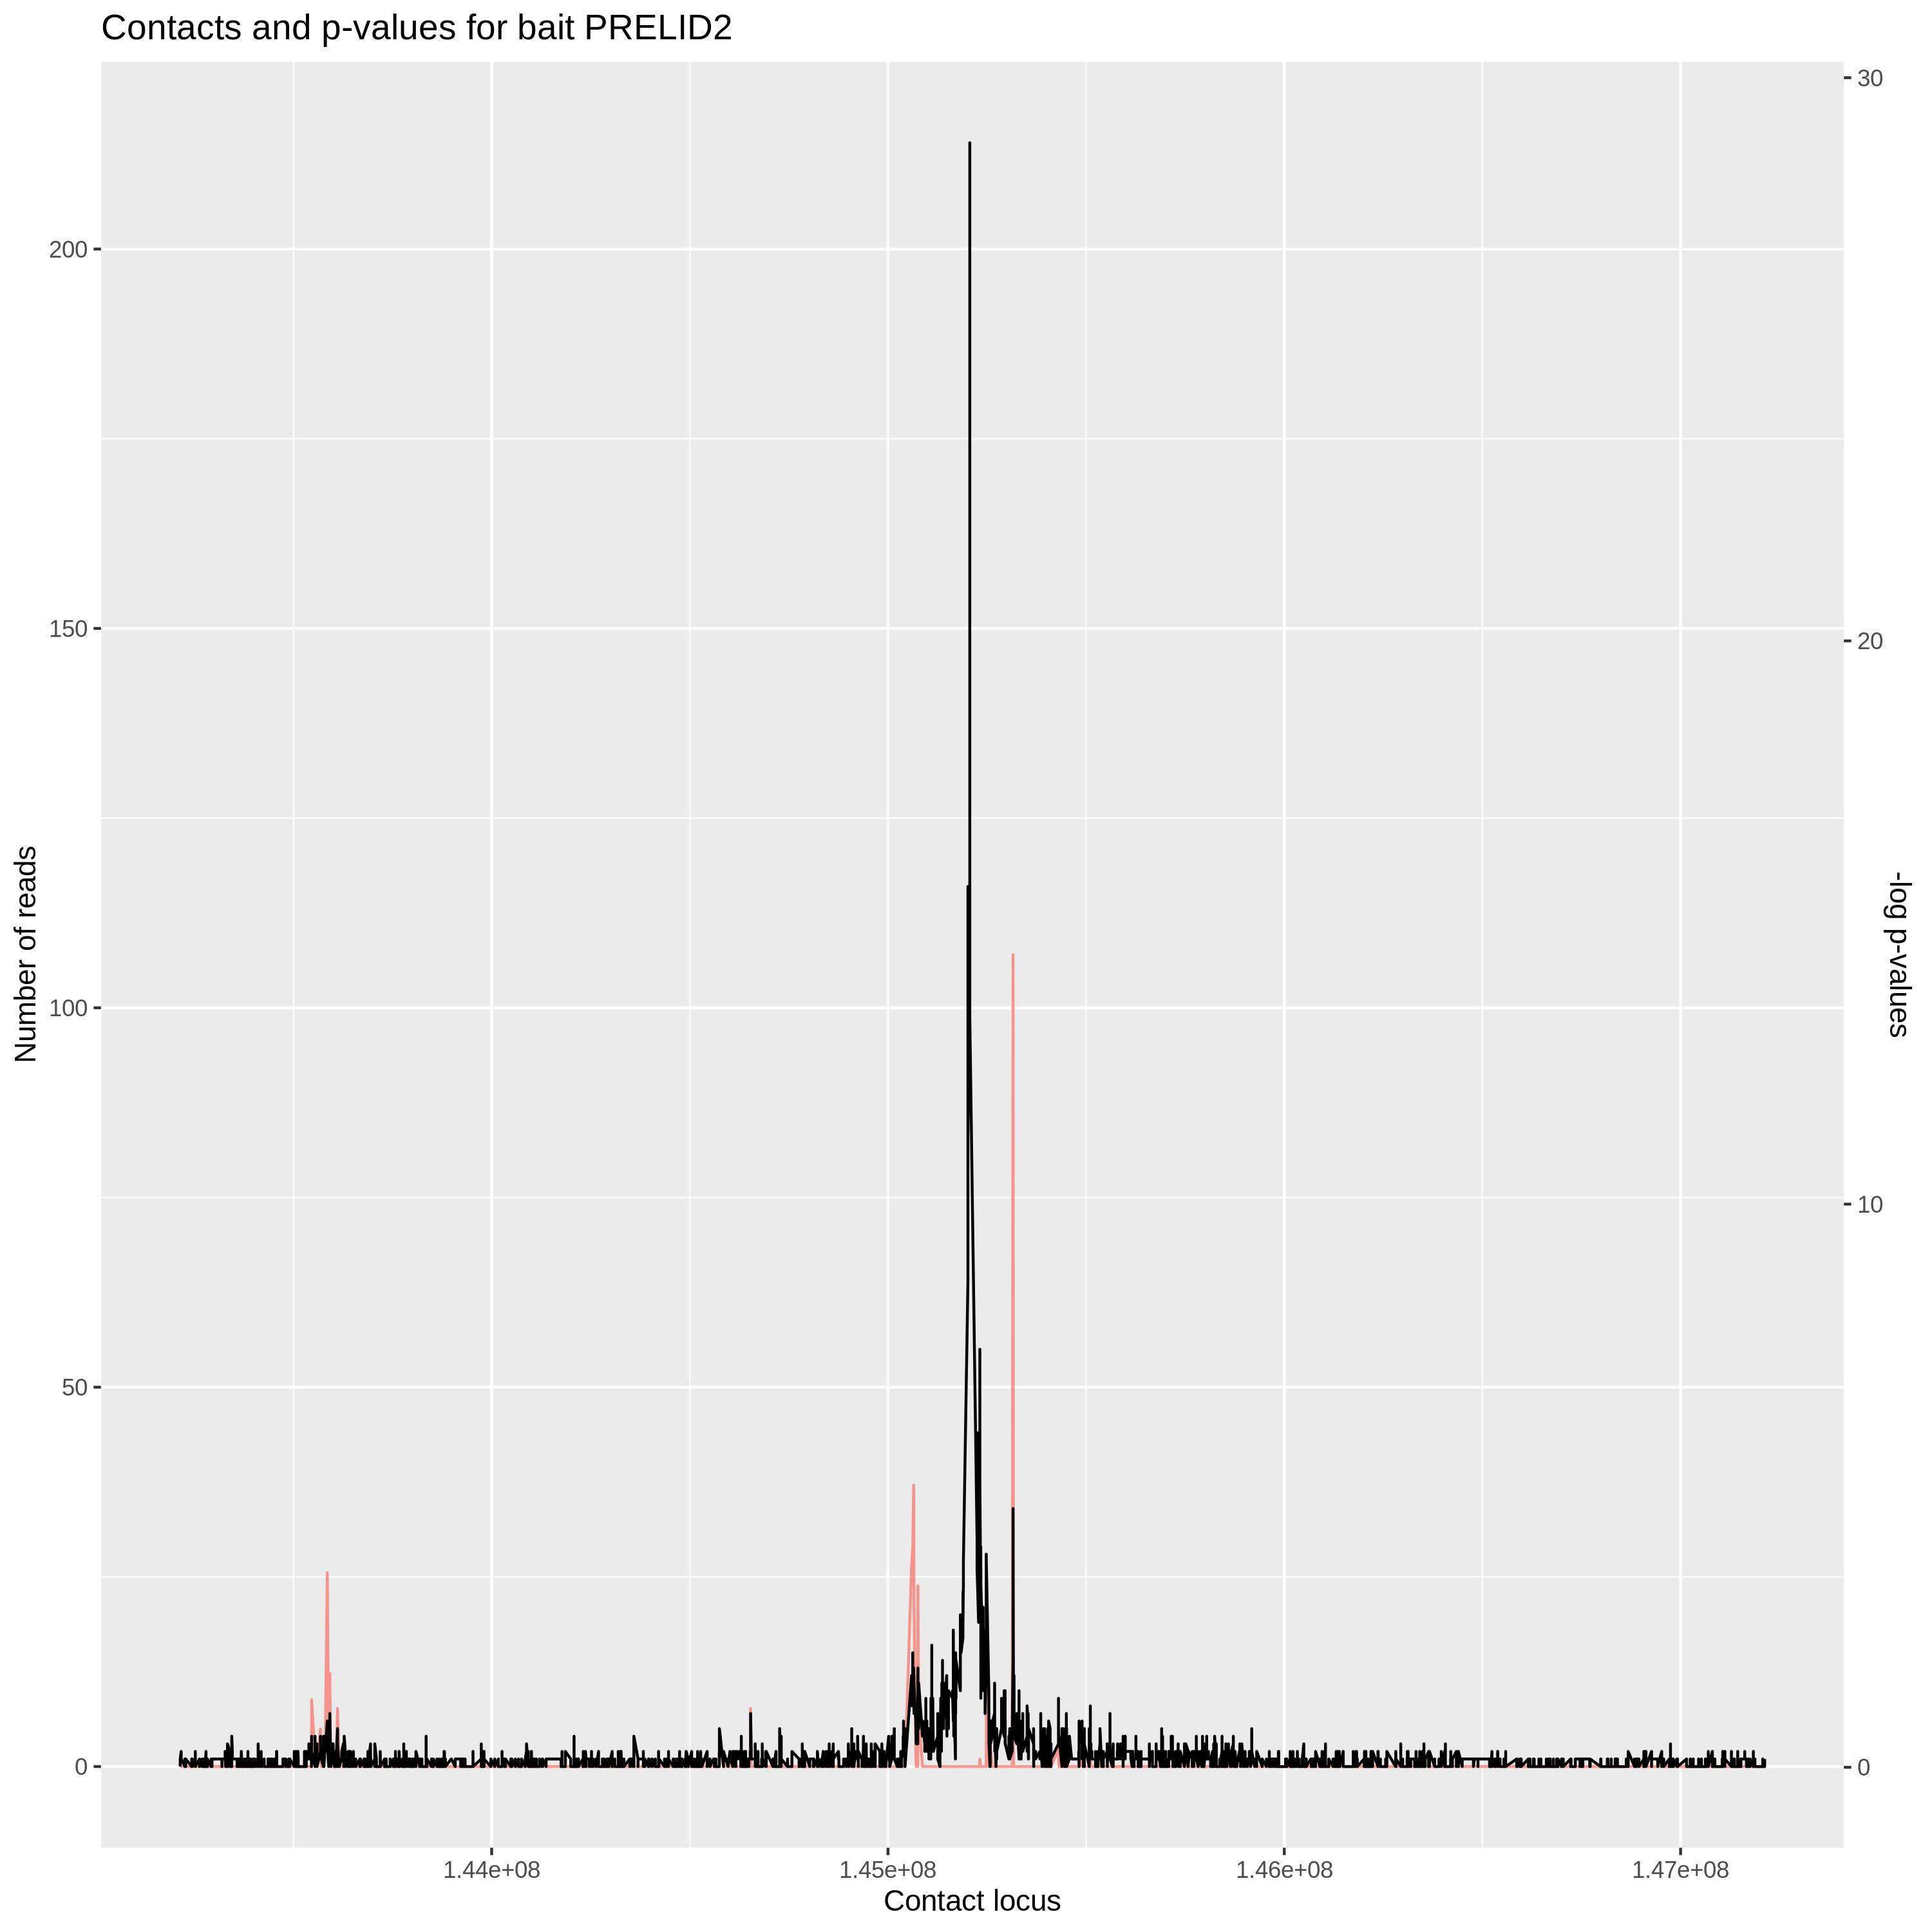 Contacts and p-values for bait PRELID2
30
200
20
150
Number of reads
-log p-values
100
10
50
0
0
1.44e+08
1.45e+08
1.46e+08
1.47e+08
Contact locus